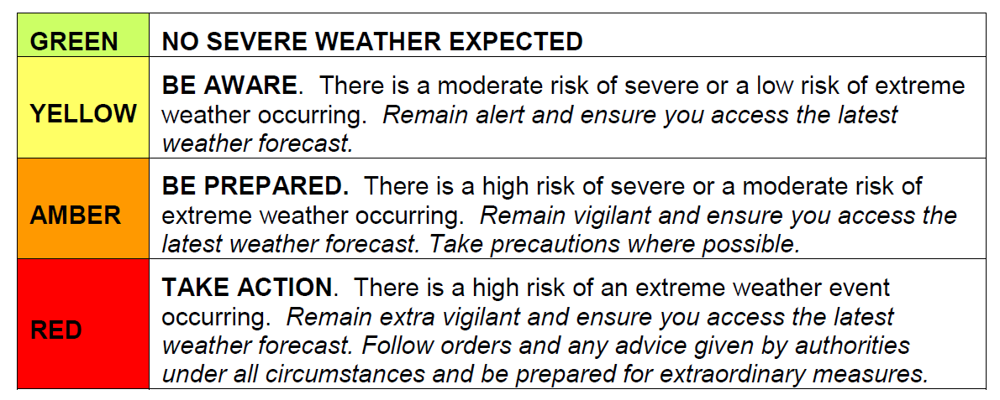 GREEN
NO SEVERE WEATHER EXPECTED
YELLOW
BE AWARE. There is a moderate risk of severe or a low risk of extreme
weather occurring. Remain alert and ensure you access the latest
weather forecast.
AMBER
BE PREPARED. There is a high risk of severe or a moderate risk of
extreme weather occurring. Remain vigilant and ensure you access the
latest weather forecast. Take precautions where possible.
RED
TAKE ACTION. There is a high risk of an extreme weather event
occurring. Remain extra vigilant and ensure you access the latest
weather forecast. Follow orders and any advice given by authorities
under all circumstances and be prepared for extraordinary measures.